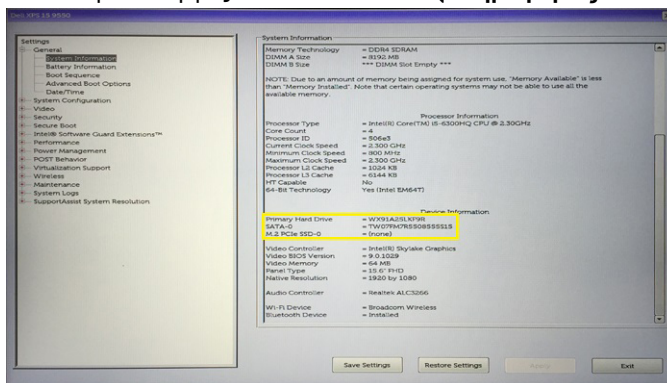 Dell XPS 15 9550
Settings
General
System Information
Battery Information
Boot Sequence
Advanced Boot Options
Date/Time
System Configuration
Video
Security
Secure Boot
Intel® Software Guard Extensions™
Performance
Power Management
POST Behavior
Virtualization Support
Wireless
Maintenance
System Logs
SupportAssist System Resolution
System Information
Memory Technology = DDR4 SDRAM
DIMM A Size = 8192 MB
DIMM B Size *** DIMM Slot Empty ***
NOTE: Due to an amount of memory being assigned for system use, "Memory Available" is less
than "Memory Installed". Note that certain operating systems may not be able to use all the
available memory.
Processor Information
Processor Type = Intel(R) Core(TM) i5-6300HQ CPU @ 2.30GHz
Core Count = 4
Processor ID = 506e3
Current Clock Speed = 2.300 GHz
Minimum Clock Speed = 800 MHz
Maximum Clock Speed = 2.300 GHz
Processor L2 Cache = 1024 KB
Processor L3 Cache = 6144 KB
HT Capable No
64-Bit Technology Yes (Intel EM64T)
Device Information
Primary Hard Drive
SATA-0
M.2 PCIe SSD-0 = (none)
Video Controller = Intel(R) Skylake Graphics
Video BIOS Version = 9.0.1029
Video Memory = 64 MB
Panel Type = 15.6" FHD
Native Resolution = 1920 by 1080
Audio Controller = Realtek ALC3266
Wi-Fi Device = Broadcom Wireless
Bluetooth Device = Installed
Save Settings
Restore Settings
Apply
Exit